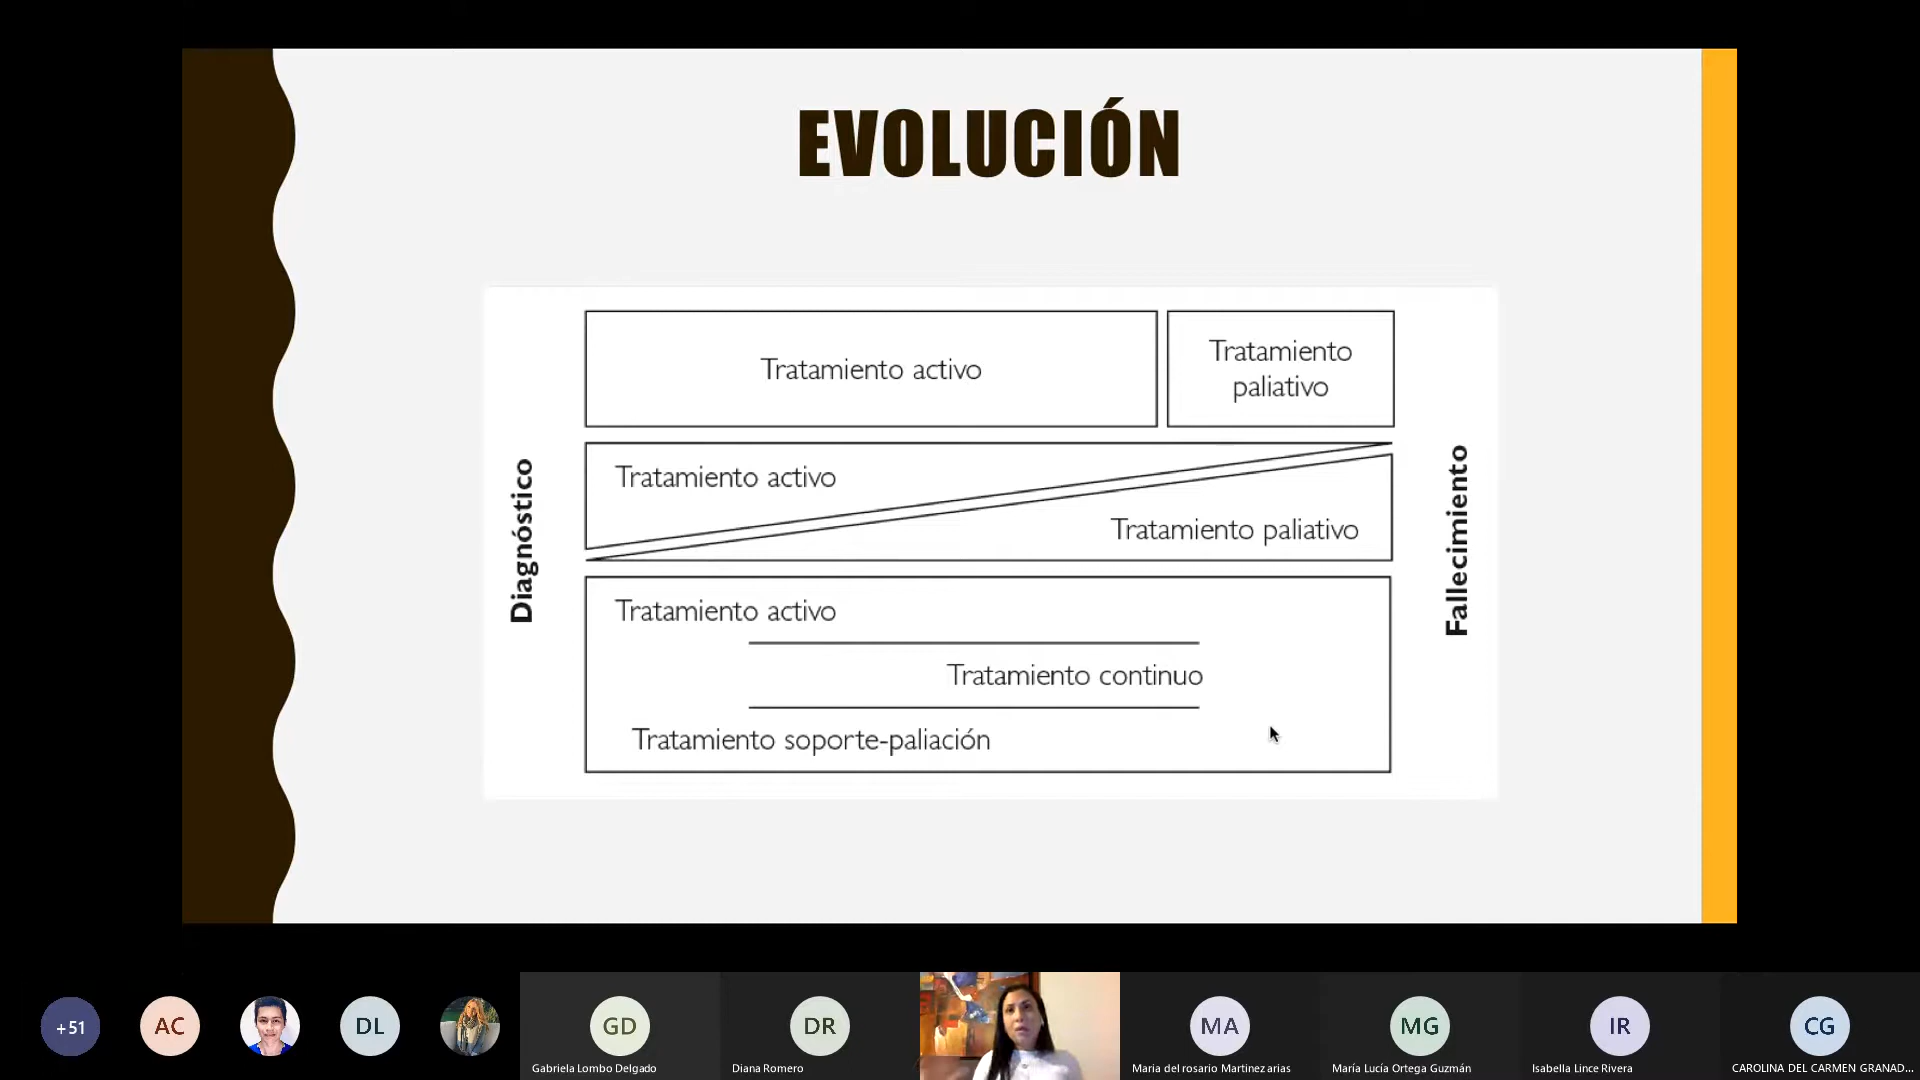 EVOLUCIÓN
Tratamiento activo
Tratamiento
paliativo
Diagnóstico
Tratamiento activo
Tratamiento paliativo
Fallecimiento
Tratamiento activo
Tratamiento continuo
Tratamiento soporte-paliación
+51
AC
DL
GD
DR
MA
MG
IR
CG
Gabriela Lombo Delgado
Diana Romero
Maria del rosario Martinez arias
María Lucía Ortega Guzmán
Isabella Lince Rivera
CAROLINA DEL CARMEN GRANAD...